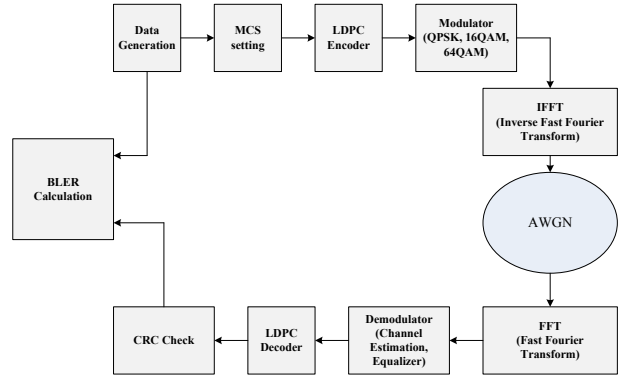 Data
Generation
MCS
setting
LDPC
Encoder
Modulator
(QPSK, 16QAM,
64QAM)
IFFT
(Inverse Fast Fourier
Transform)
BLER
Calculation
AWGN
CRC Check
LDPC
Decoder
Demodulator
(Channel
Estimation,
Equalizer)
FFT
(Fast Fourier
Transform)